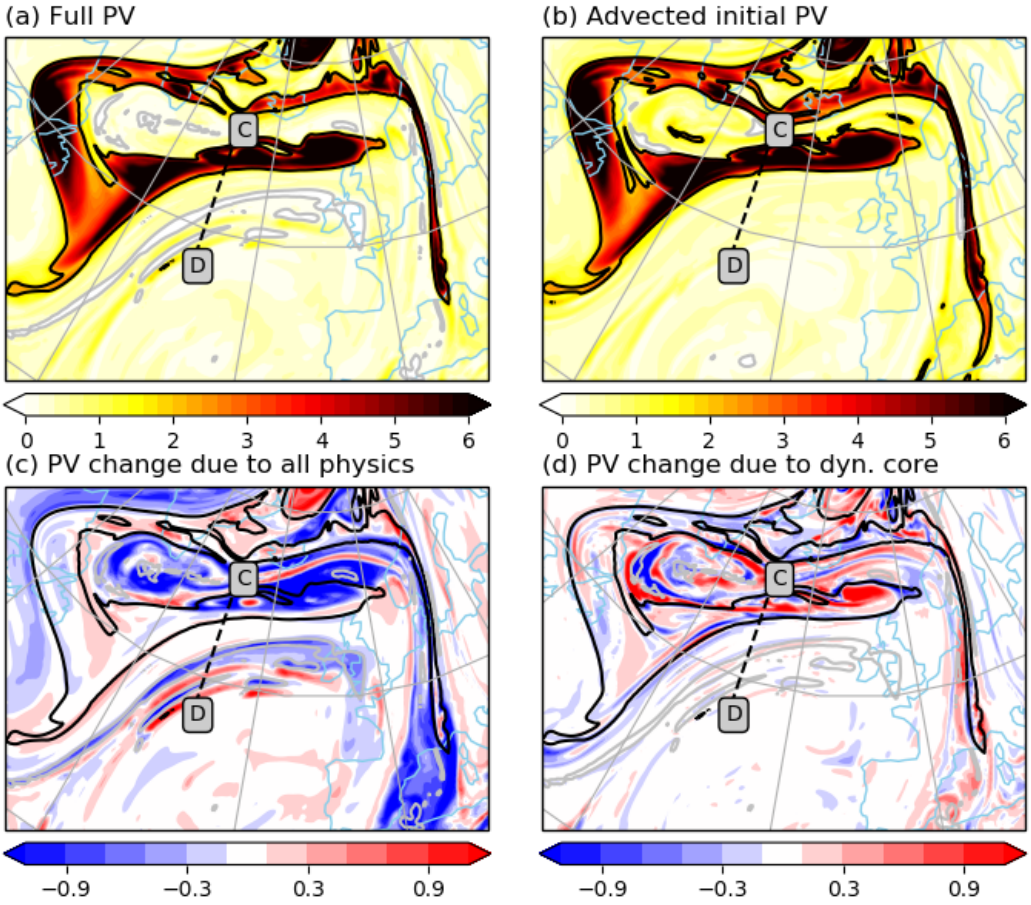 (a) Full PV
(b) Advected initial PV
C
D
C
D
0 1 2 3 4 5 6
0 1 2 3 4 5 6
(c) PV change due to all physics
(d) PV change due to dyn. core
C
D
C
D
−0.9 −0.3 0.3 0.9
−0.9 −0.3 0.3 0.9